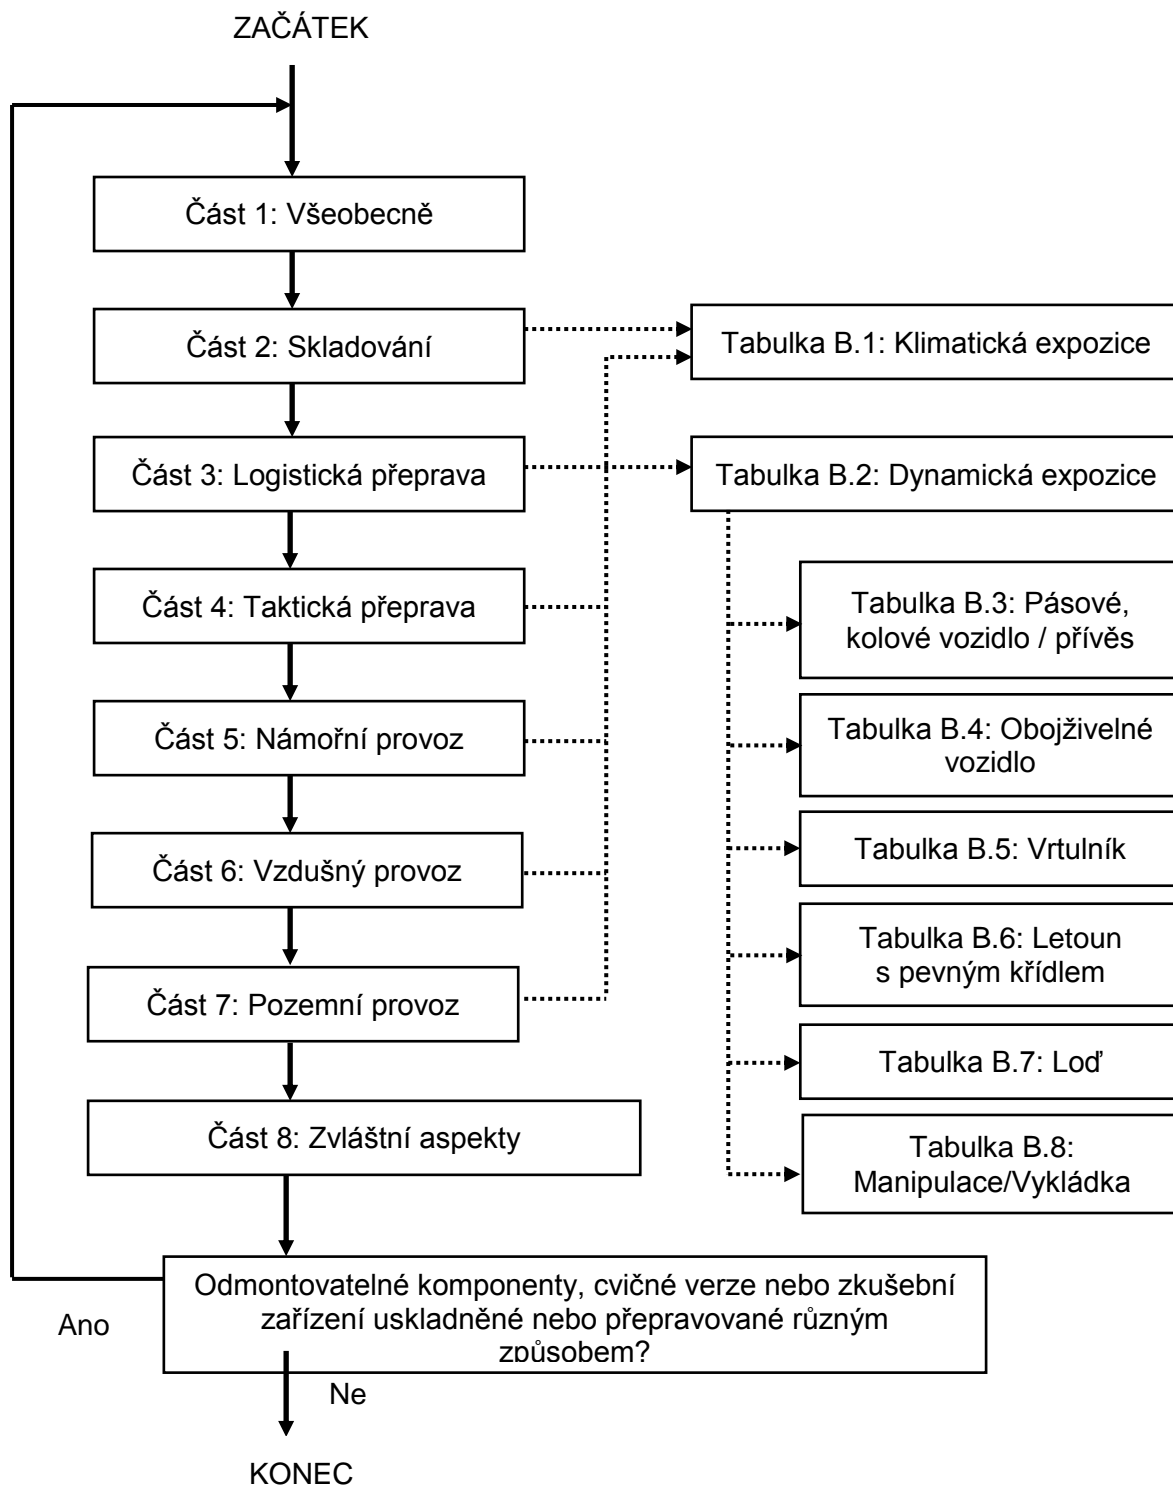 ZAČÁTEK
Část 1: Všeobecně
Část 2: Skladování
Část 3: Logistická přeprava
Část 4: Taktická přeprava
Část 5: Námořní provoz
Část 6: Vzdušný provoz
Část 7: Pozemní provoz
Část 8: Zvláštní aspekty
Odmontovatelné komponenty, cvičné verze nebo zkušební
zařízení uskladněné nebo přepravované různým
způsobem?
Ano
Ne
KONEC
Tabulka B.1: Klimatická expozice
Tabulka B.2: Dynamická expozice
Tabulka B.3: Pásové,
kolové vozidlo / přívěs
Tabulka B.4: Obojživelné
vozidlo
Tabulka B.5: Vrtulník
Tabulka B.6: Letoun
s pevným křídlem
Tabulka B.7: Loď
Tabulka B.8:
Manipulace/Vykládka